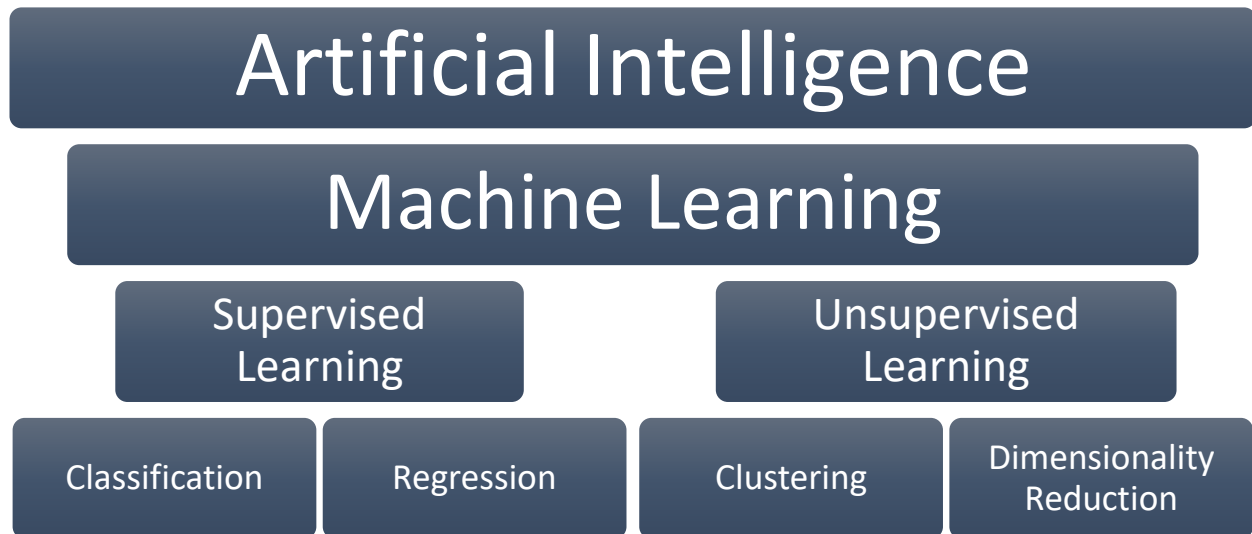 Artificial Intelligence
Machine Learning
Supervised
Learning
Unsupervised
Learning
Classification
Regression
Clustering
Dimensionality
Reduction